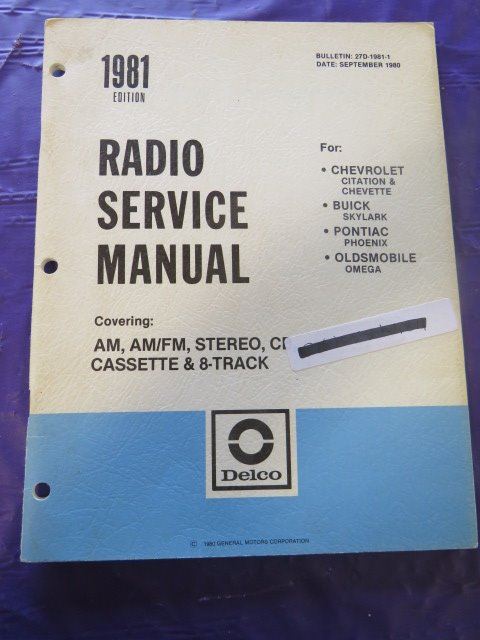 1981
EDITION
BULLETIN: 27D-1981-1
DATE: SEPTEMBER 1980
RADIO
SERVICE
MANUAL
For:
• CHEVROLET
CITATION &
CHEVETTE
• BUICK
SKYLARK
• PONTIAC
PHOENIX
• OLDSMOBILE
OMEGA
Covering:
AM, AM/FM, STEREO,
CASSETTE & 8-TRACK
Delco
© 1980 GENERAL MOTORS CORPORATION